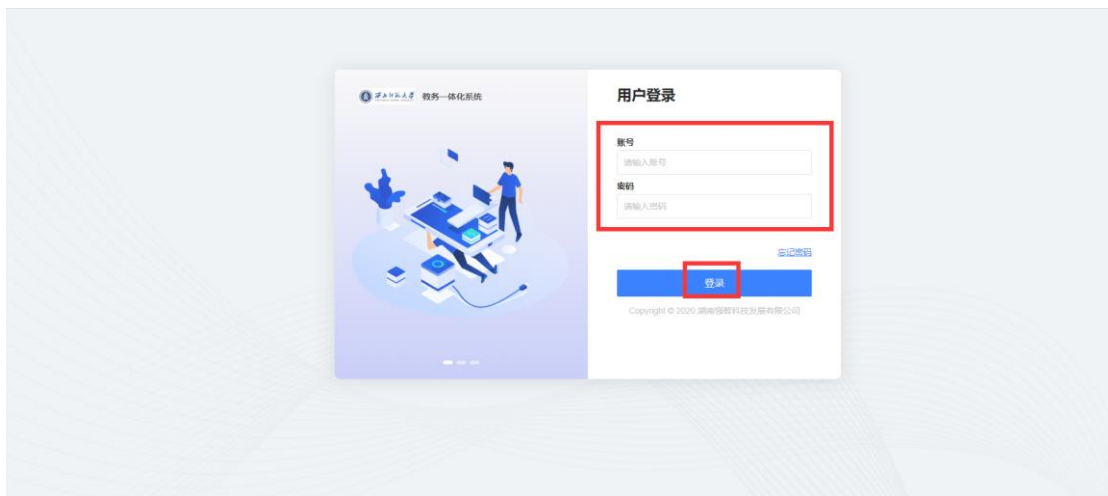 教务一体化系统
用户登录
账号
请输入账号
密码
请输入密码
忘记密码
登录
Copyright © 2020 湖南强智科技发展有限公司